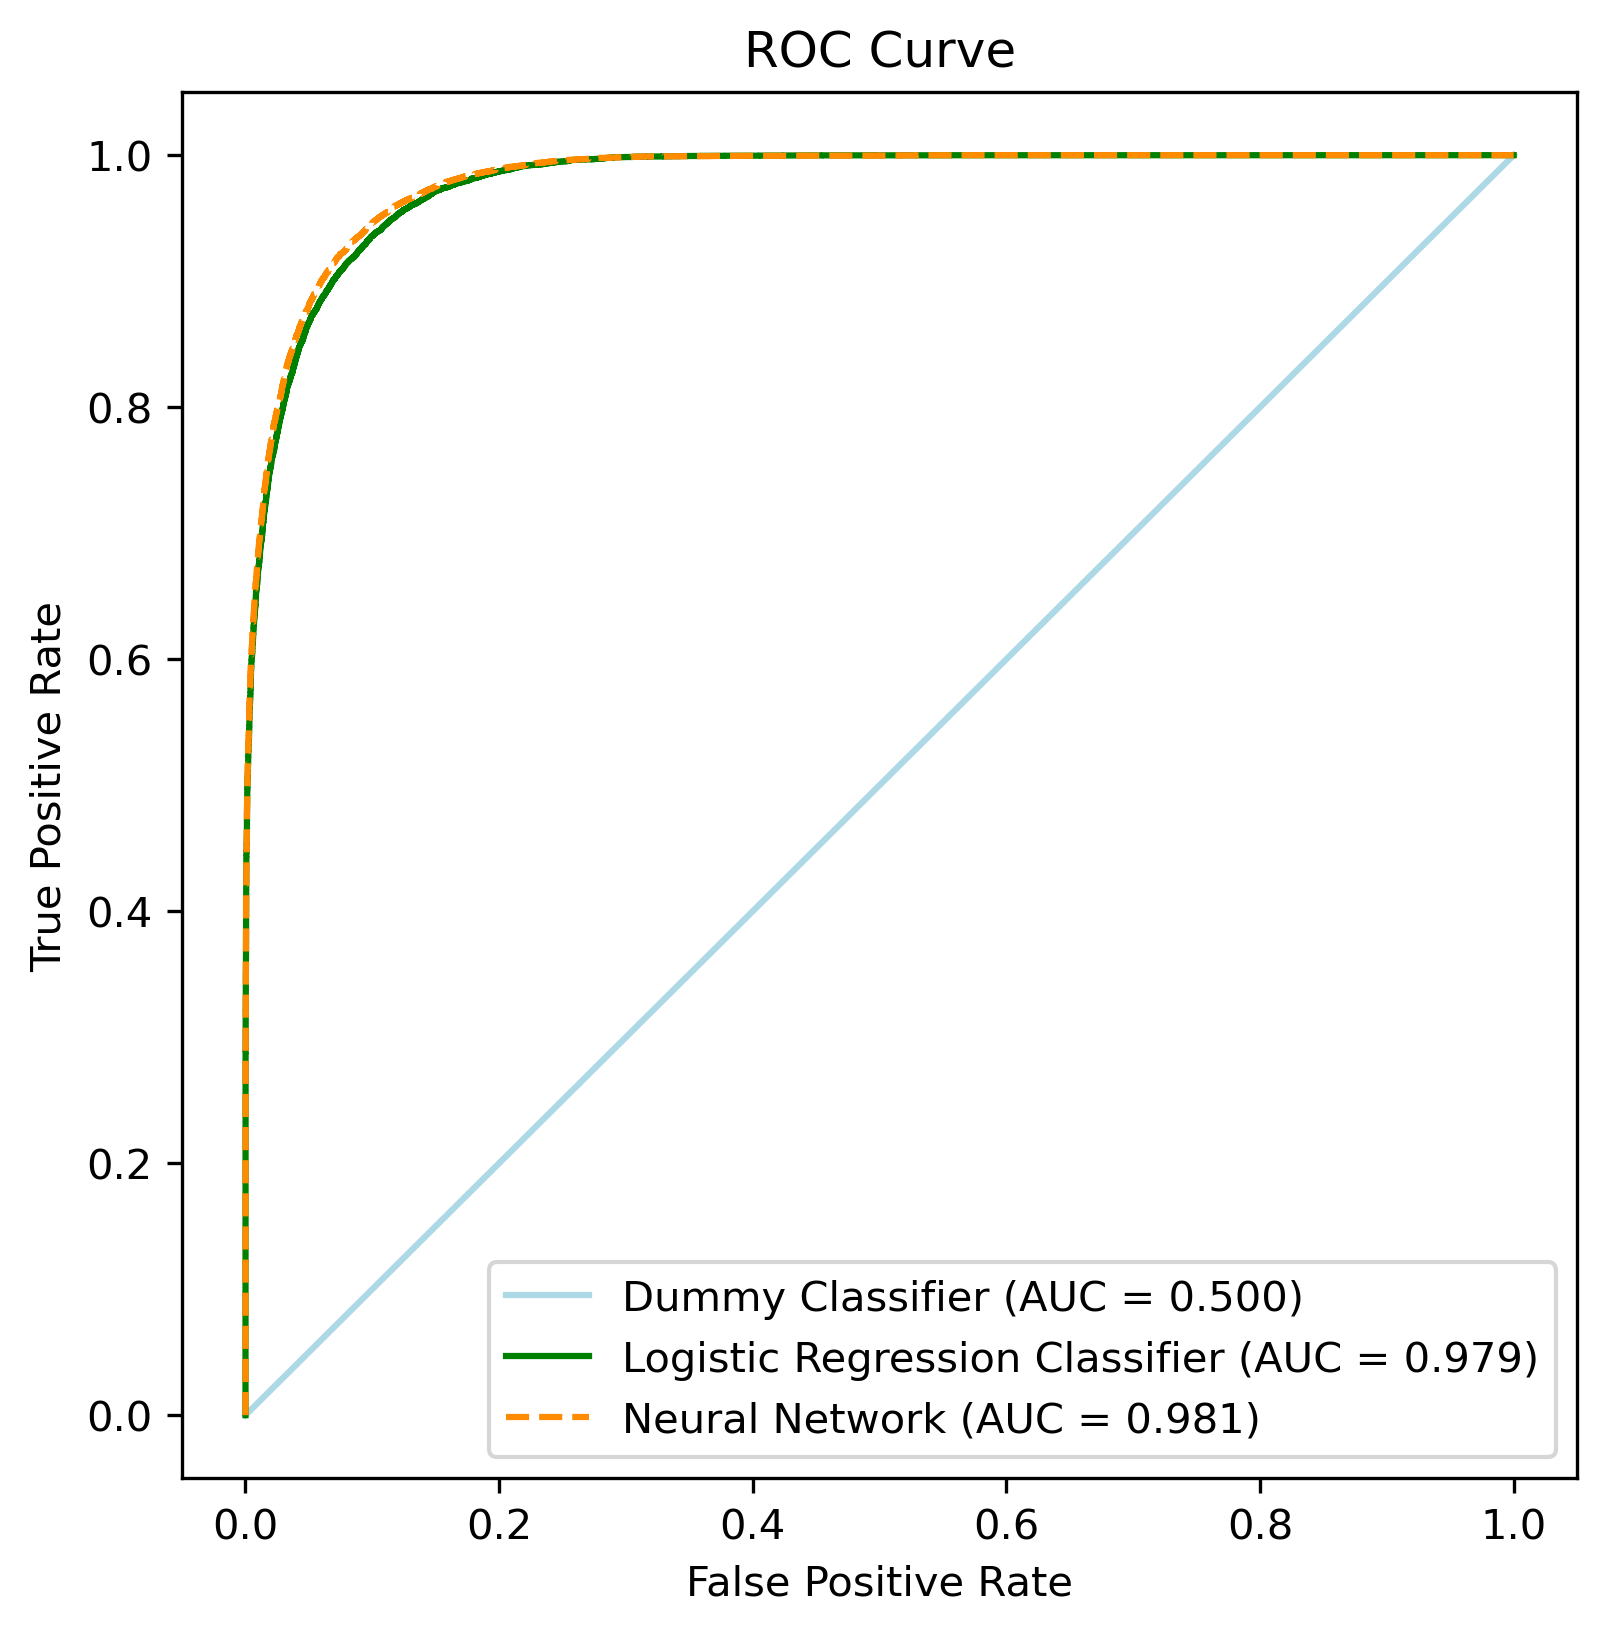 ROC Curve
True Positive Rate
1.0
0.8
0.6
0.4
0.2
0.0
Dummy Classifier (AUC = 0.500)
Logistic Regression Classifier (AUC = 0.979)
Neural Network (AUC = 0.981)
0.0 0.2 0.4 0.6 0.8 1.0
False Positive Rate